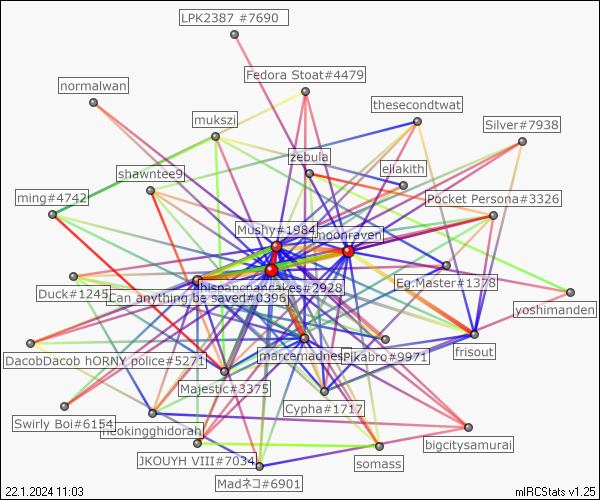 LPK2387 #7690
Fedora Stoat#4479
normalwan
thesecondtwat
mukszi
Silver#7938
zebula
eliakith
shawntee9
ming#4742
Pocket Persona#3326
Mushy#1984
moonraven
Eg.Master#1378
Duck#1245
hispancpancakes#2928
Can anything be saved#0396
yoshimanden
DacobDacob hORNY police#5271
marcemadness
Pikabro#9971
frisout
Majestic#3375
Cypha#1717
Swirly Boi#6154
neokingghidorah
bigcitysamurai
JKOUYH VIII#7034
somass
Madネコ#6901
22.1.2024 11:03
mIRCStats v1.25